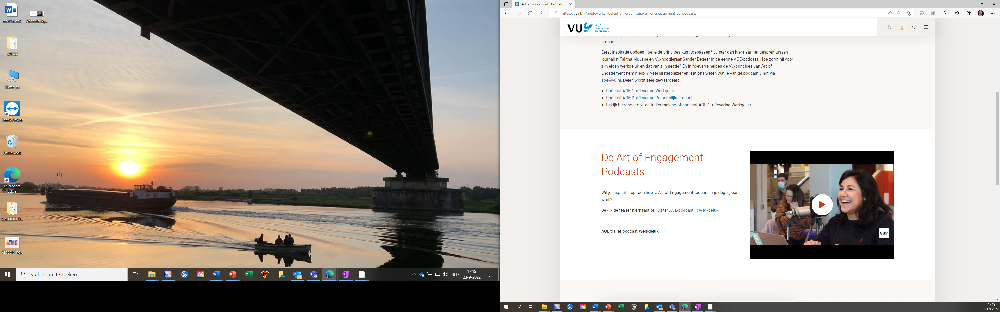 aoe1.docx
Afbeelding...
WERK
Deze pc
TeamViewer
Prullenbak
Microsoft
Edge
x_MODELD...
Afbeelding...
Typ hier om te zoeken
NLD
17:19
23-9-2022
Art of Engagement - De podcast
https://vu.nl/nl/medewerker/beleid-en-organisatie/art-of-engagement-de-podcasts
VU VRIJE
UNIVERSITEIT
AMSTERDAM
EN
omgaat.
Eerst inspiratie opdoen hoe je de principes kunt toepassen? Luister dan hier naar het gesprek tussen
journalist Talitha Muusse en VU-hoogleraar Sander Begeer in de eerste AOE-podcast. Hoe zorgt hij voor
zijn eigen werkgeluk en dat van zijn sectie? En in hoeverre helpen de VU-principes van Art of
Engagement hem hierbij? Veel luisterplezier en laat ons weten wat je van de podcast vindt via
aoe@vu.nl. Delen wordt zeer gewaardeerd.
Podcast AOE 1. aflevering Werkgeluk
Podcast AOE 2. aflevering Persoonlijke Impact
Bekijk hieronder ook de trailer making-of podcast AOE 1. aflevering Werkgeluk
De Art of Engagement
Podcasts
Wil je inspiratie opdoen hoe je Art of Engagement toepast in je dagelijkse
werk?
Bekijk de teaser hiernaast of luister AOE-podcast 1: Werkgeluk
AOE trailer podcast Werkgeluk
VU
17:19
23-9-2022